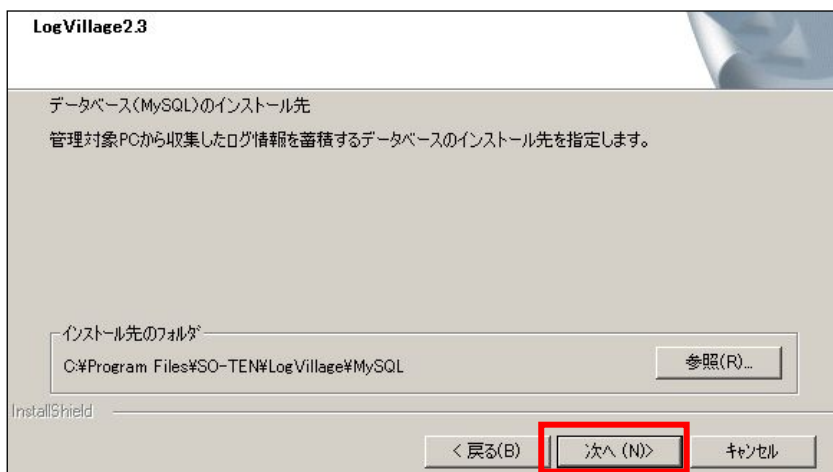 LogVillage2.3
データベース(MySQL)のインストール先
管理対象PCから収集したログ情報を蓄積するデータベースのインストール先を指定します。
インストール先のフォルダ
C:¥Program Files¥SO-TEN¥LogVillage¥MySQL
参照(R)...
InstallShield
< 戻る(B)
次へ (N)>
キャンセル